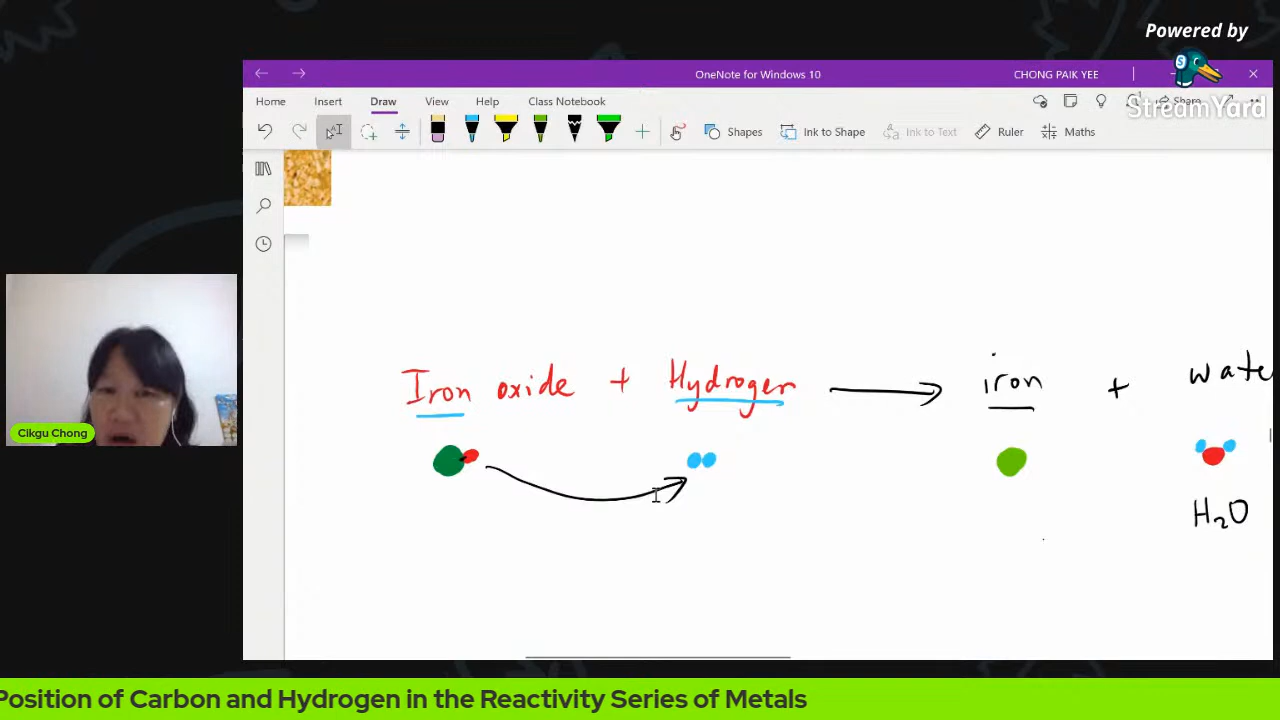 Powered by
StreamYard
OneNote for Windows 10
CHONG PAIK YEE
Home Insert Draw View Help Class Notebook
Share
Shapes Ink to Shape Ink to Text Ruler Maths
Iron oxide + Hydrogen → iron + wate
H₂O
Cikgu Chong
Position of Carbon and Hydrogen in the Reactivity Series of Metals